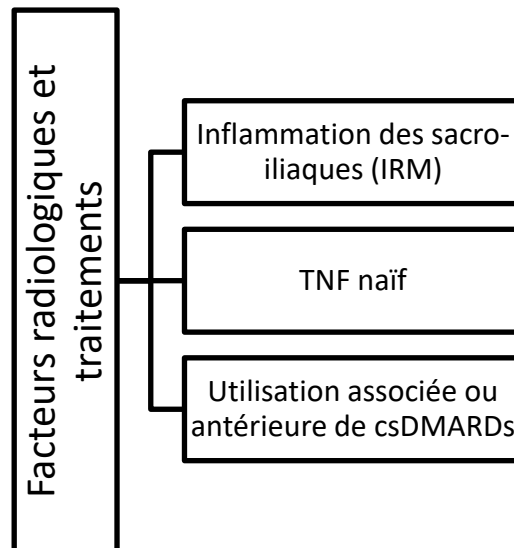 Facteurs radiologiques et
traitements
Inflammation des sacro-
iliaques (IRM)
TNF naïf
Utilisation associée ou
antérieure de csDMARDs